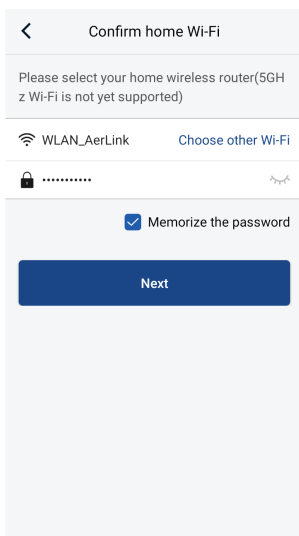 Confirm home Wi-Fi
Please select your home wireless router(5GH
z Wi-Fi is not yet supported)
WLAN_AerLink Choose other Wi-Fi
•••••••••••
Memorize the password
Next